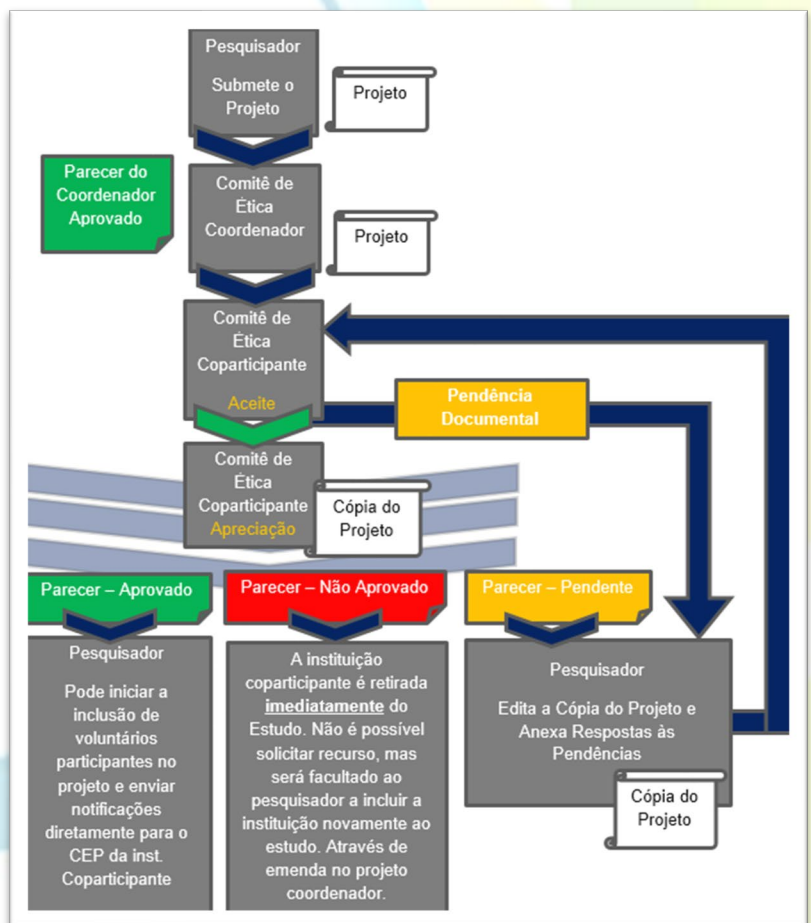 Pesquisador
Submete o
Projeto
Projeto
Parecer do
Coordenador
Aprovado
Comitê de
Ética
Coordenador
Projeto
Comitê de
Ética
Coparticipante
Aceite
Pendência
Documental
Comitê de
Ética
Coparticipante
Apreciação
Cópia do
Projeto
Parecer – Aprovado
Pesquisador
Pode iniciar a
inclusão de
voluntários
participantes no
projeto e enviar
notificações
diretamente para o
CEP da inst.
Coparticipante
Parecer – Não Aprovado
A instituição
coparticipante é retirada
imediatamente do
Estudo. Não é possível
solicitar recurso, mas
será facultado ao
pesquisador a incluir a
instituição novamente ao
estudo. Através de
emenda no projeto
coordenador.
Parecer – Pendente
Pesquisador
Edita a Cópia do Projeto e
Anexa Respostas às
Pendências
Cópia do
Projeto